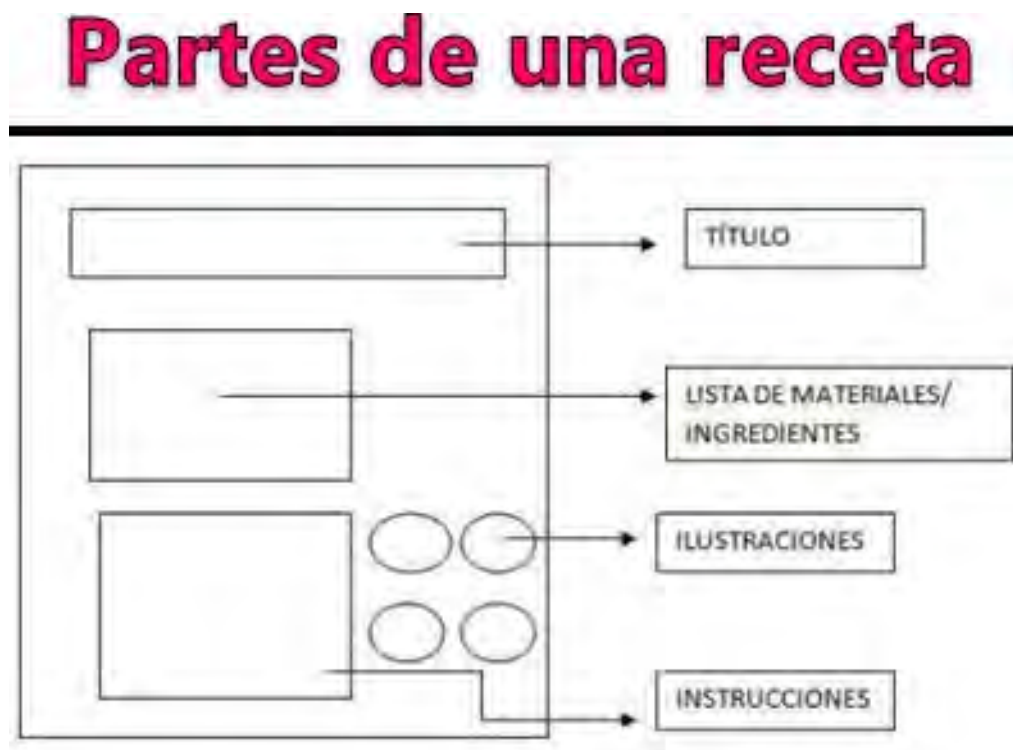 Partes de una receta
TÍTULO
LISTA DE MATERIALES/
INGREDIENTES
ILUSTRACIONES
INSTRUCCIONES